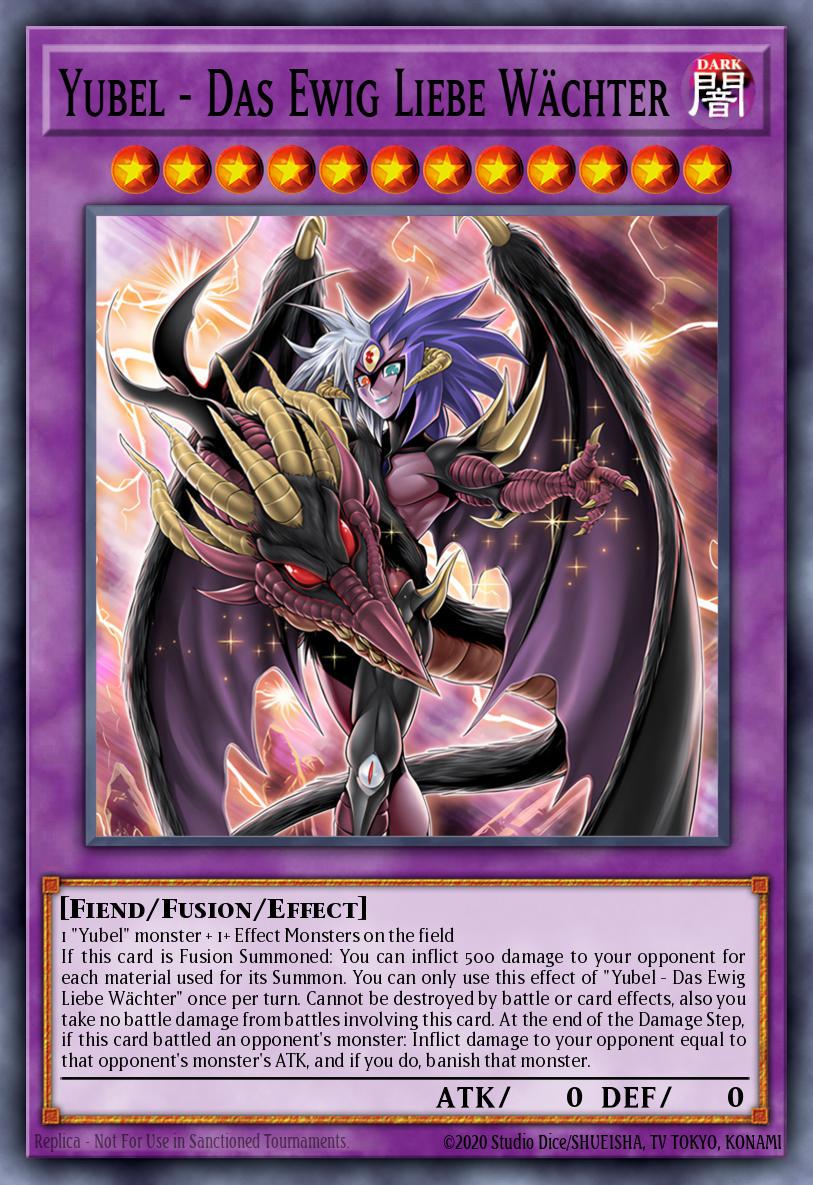 Yubel - Das Ewig Liebe Wächter
DARK
闇
[Fiend/Fusion/Effect]
1 "Yubel" monster + 1+ Effect Monsters on the field
If this card is Fusion Summoned: You can inflict 500 damage to your opponent for
each material used for its Summon. You can only use this effect of "Yubel - Das Ewig
Liebe Wächter" once per turn. Cannot be destroyed by battle or card effects, also you
take no battle damage from battles involving this card. At the end of the Damage Step,
if this card battled an opponent's monster: Inflict damage to your opponent equal to
that opponent's monster's ATK, and if you do, banish that monster.
ATK/ 0 DEF/ 0
Replica - Not For Use in Sanctioned Tournaments.
©2020 Studio Dice/SHUEISHA, TV TOKYO, KONAMI